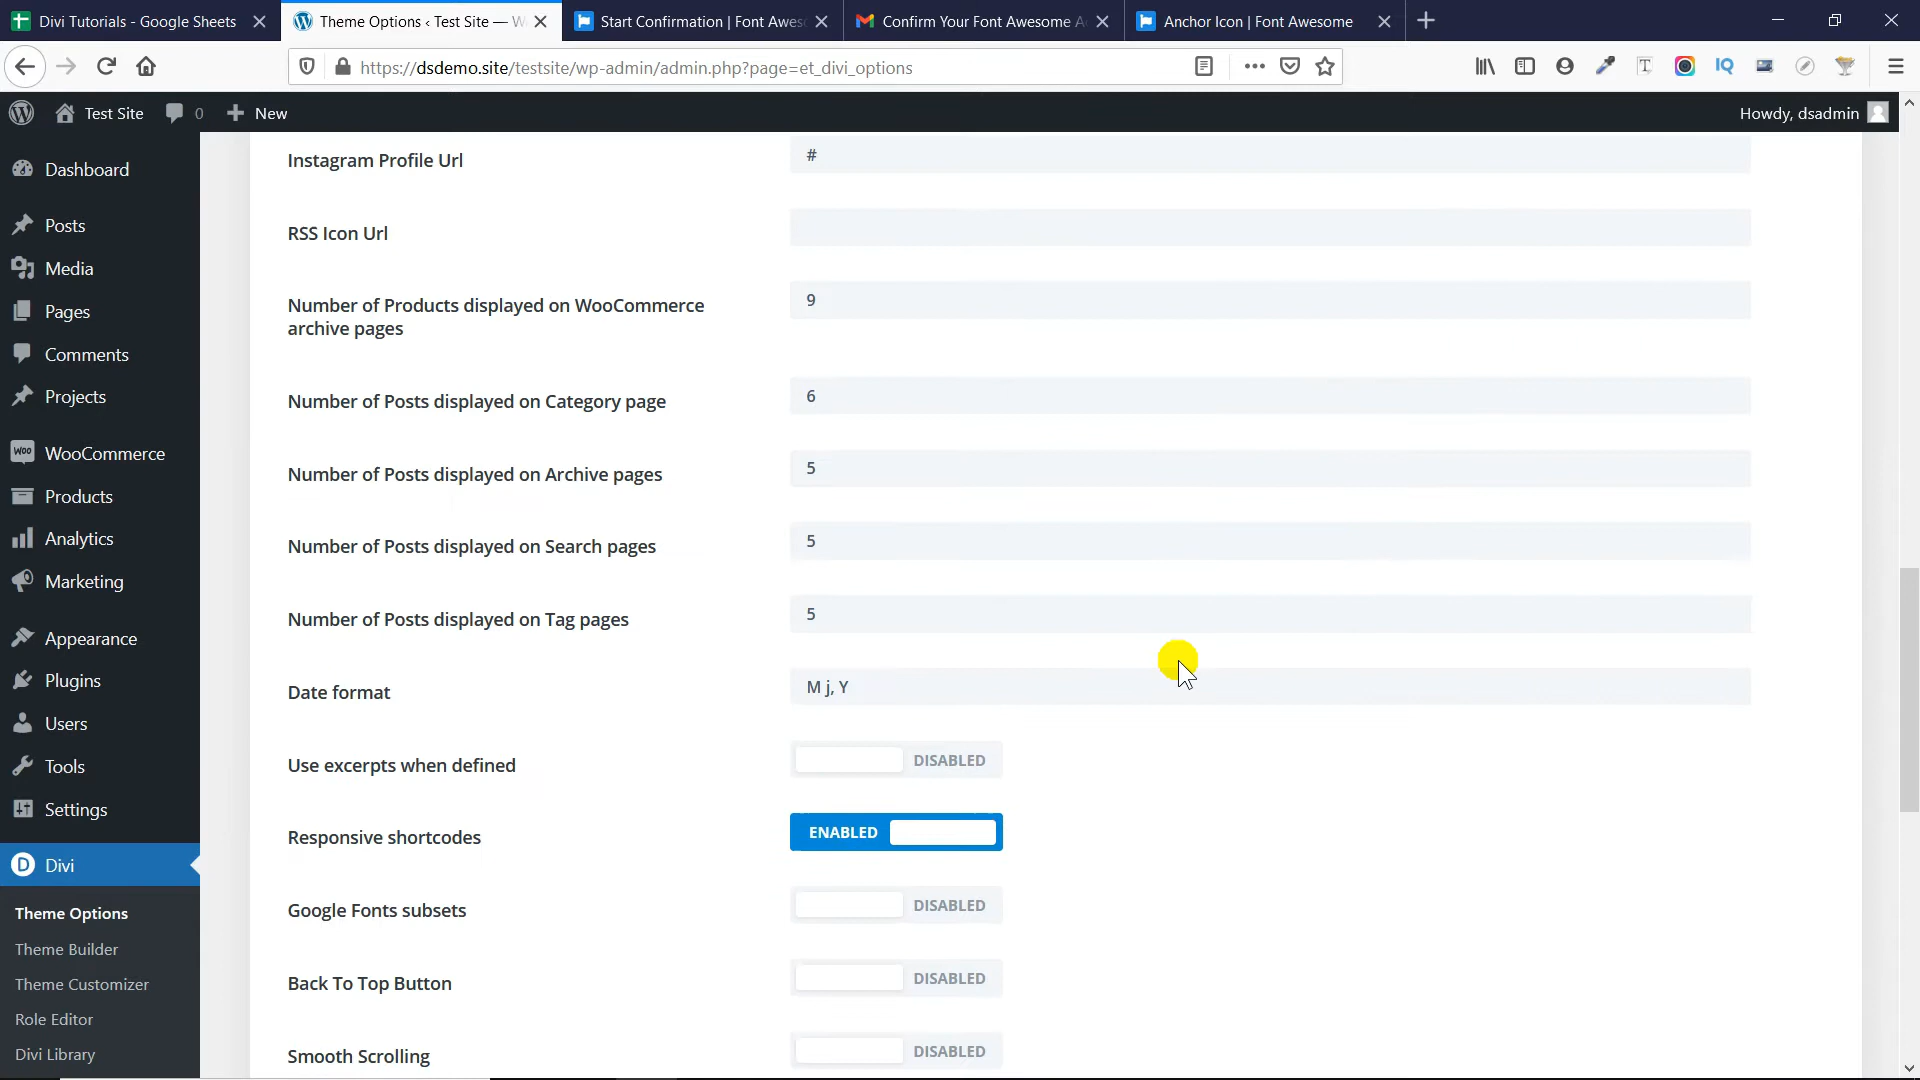 Divi Tutorials - Google Sheets
Theme Options ‹ Test Site — W
Start Confirmation | Font Awes
Confirm Your Font Awesome A
Anchor Icon | Font Awesome
https://dsdemo.site/testsite/wp-admin/admin.php?page=et_divi_options
IQ
Test Site
0
New
Howdy, dsadmin
Dashboard
Posts
Media
Pages
Comments
Projects
WooCommerce
Products
Analytics
Marketing
Appearance
Plugins
Users
Tools
Settings
Divi
Theme Options
Theme Builder
Theme Customizer
Role Editor
Divi Library
Instagram Profile Url
#
RSS Icon Url
Number of Products displayed on WooCommerce
archive pages
9
Number of Posts displayed on Category page
6
Number of Posts displayed on Archive pages
5
Number of Posts displayed on Search pages
5
Number of Posts displayed on Tag pages
5
Date format
M j, Y
Use excerpts when defined
DISABLED
Responsive shortcodes
ENABLED
Google Fonts subsets
DISABLED
Back To Top Button
DISABLED
Smooth Scrolling
DISABLED